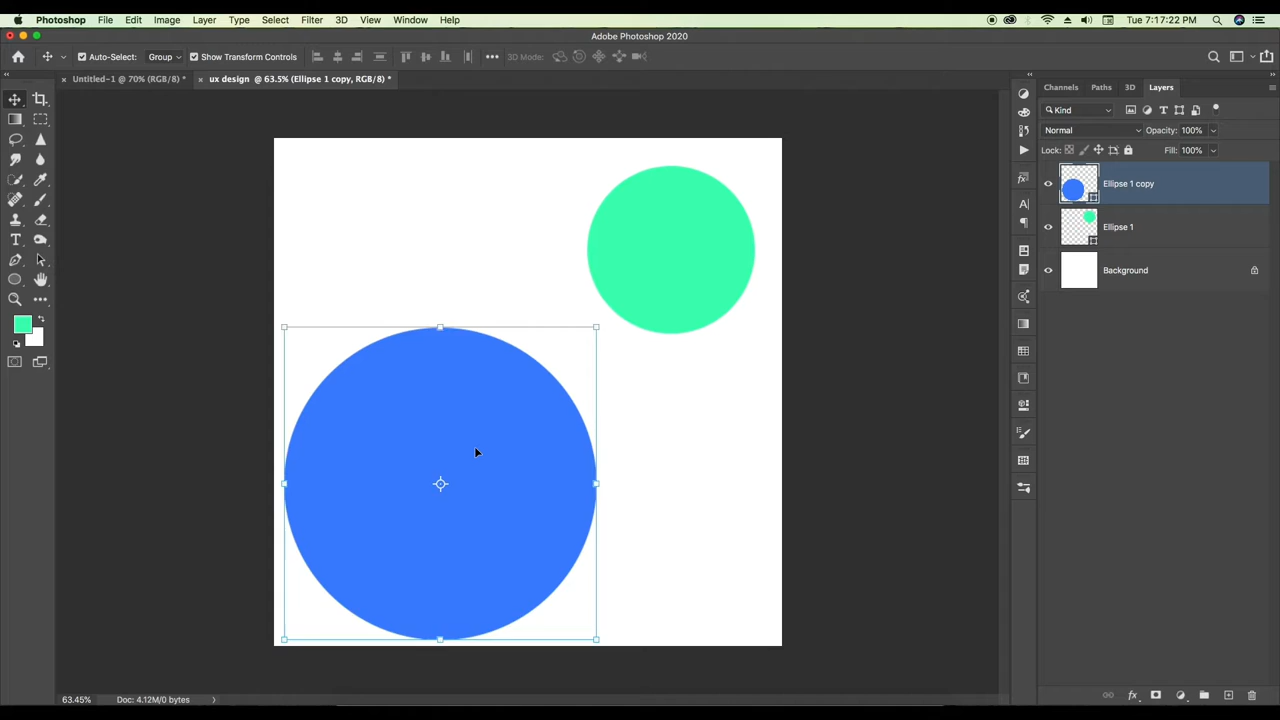 Photoshop File Edit Image Layer Type Select Filter 3D View Window Help Tue 7:17:22 QM
Adobe Photoshop 2020
Auto-Select: Group Show Transform Controls 3D Mode:
Untitled-1 @ 70% (RGB/8) * ux design @ 63.5% (Ellipse 1 copy, RGB/8) *
Channels Paths 3D Layers
Kind
Normal Opacity: 100%
Lock: Fill: 100%
Ellipse 1 copy
Ellipse 1
Background
63.45% Doc: 4.12M/0 bytes